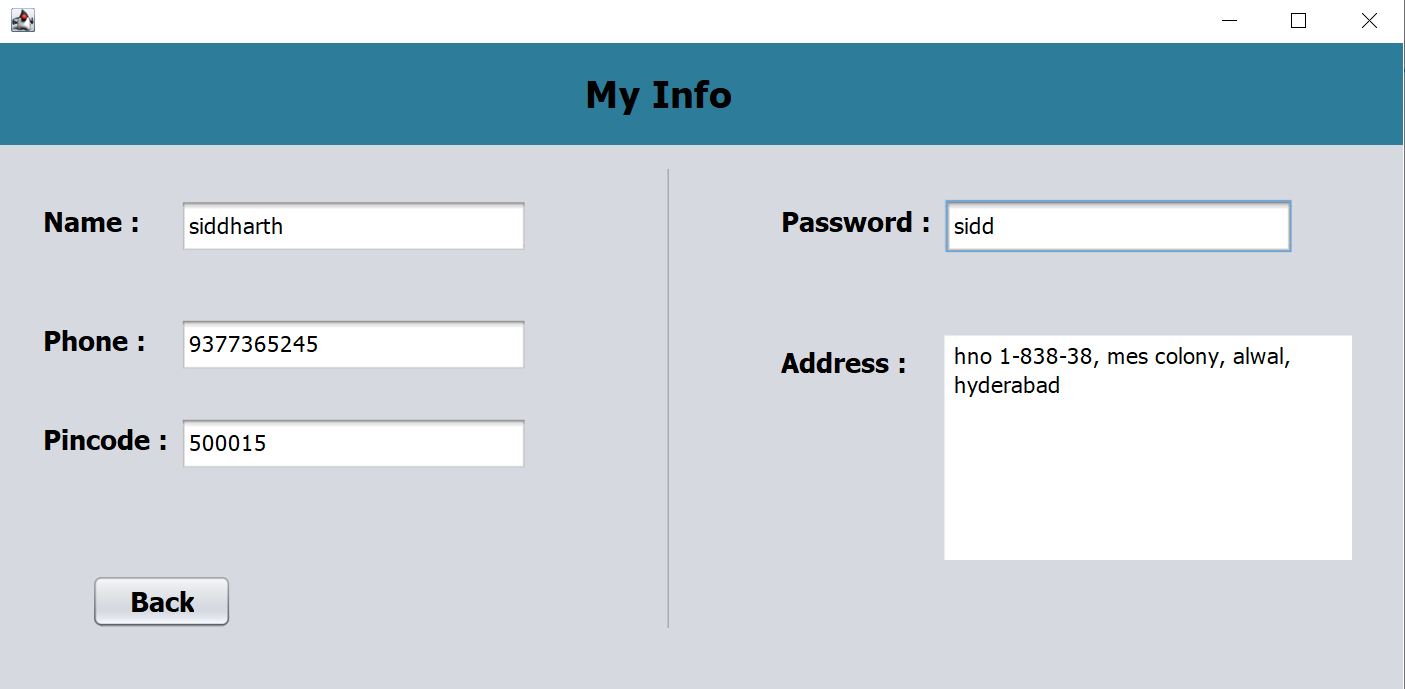 My Info
Name :
siddharth
Phone :
9377365245
Pincode :
500015
Back
Password :
sidd
Address :
hno 1-838-38, mes colony, alwal,
hyderabad